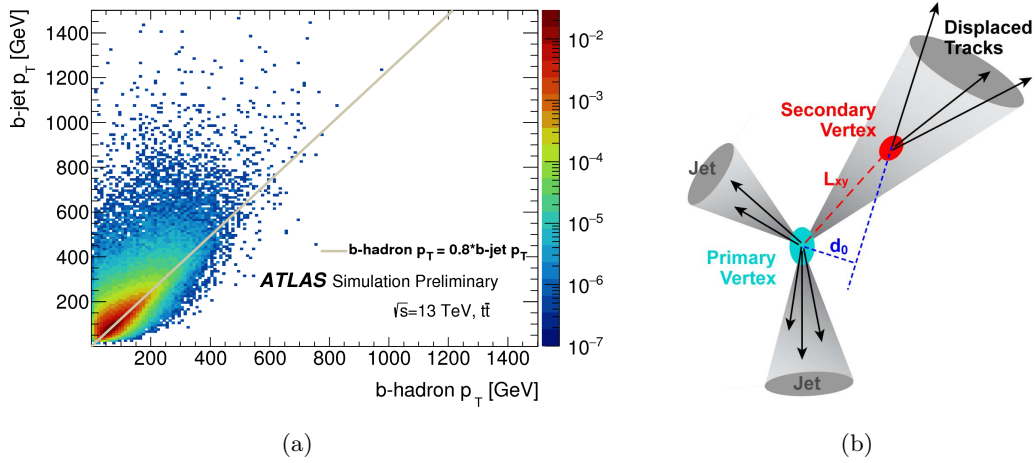 b-jet p_T [GeV]
1400
1200
1000
800
600
400
200
b-hadron p_T = 0.8*b-jet p_T
ATLAS Simulation Preliminary
√s=13 TeV, tt̄
200 400 600 800 1000 1200 1400
b-hadron p_T [GeV]
10⁻²
10⁻³
10⁻⁴
10⁻⁵
10⁻⁶
10⁻⁷
(a)
Displaced
Tracks
Secondary
Vertex
Jet
L_xy
d_0
Primary
Vertex
Jet
(b)